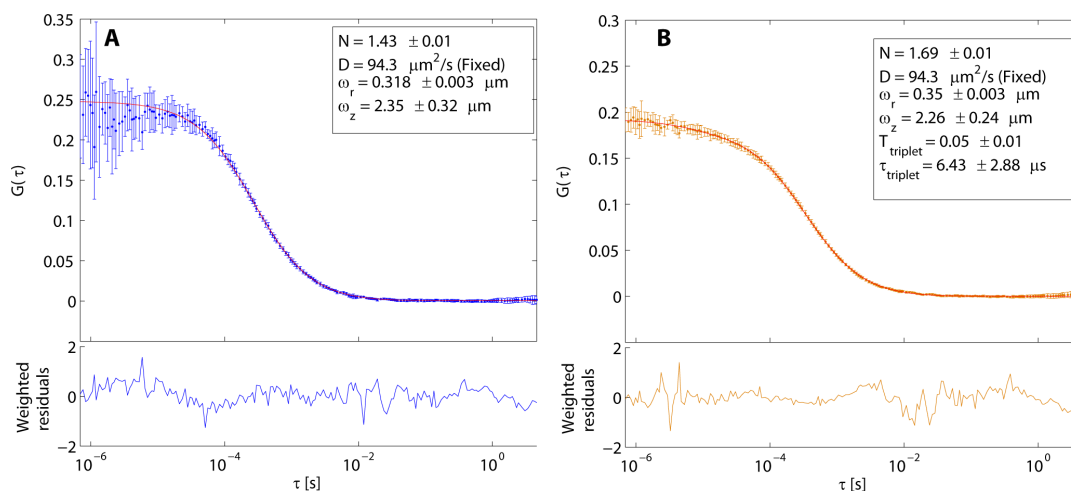 A
0.35
0.3
0.25
0.2
0.15
0.1
0.05
0
G(τ)
N = 1.43 ± 0.01
D = 94.3 μm²/s (Fixed)
ω_r = 0.318 ± 0.003 μm
ω_z = 2.35 ± 0.32 μm
2
0
−2
Weighted
residuals
10⁻⁶ 10⁻⁴ 10⁻² 10⁰
τ [s]
B
0.3
0.25
0.2
0.15
0.1
0.05
0
G(τ)
N = 1.69 ± 0.01
D = 94.3 μm²/s (Fixed)
ω_r = 0.35 ± 0.003 μm
ω_z = 2.26 ± 0.24 μm
T_triplet = 0.05 ± 0.01
τ_triplet = 6.43 ± 2.88 μs
2
0
−2
Weighted
residuals
10⁻⁶ 10⁻⁴ 10⁻² 10⁰
τ [s]